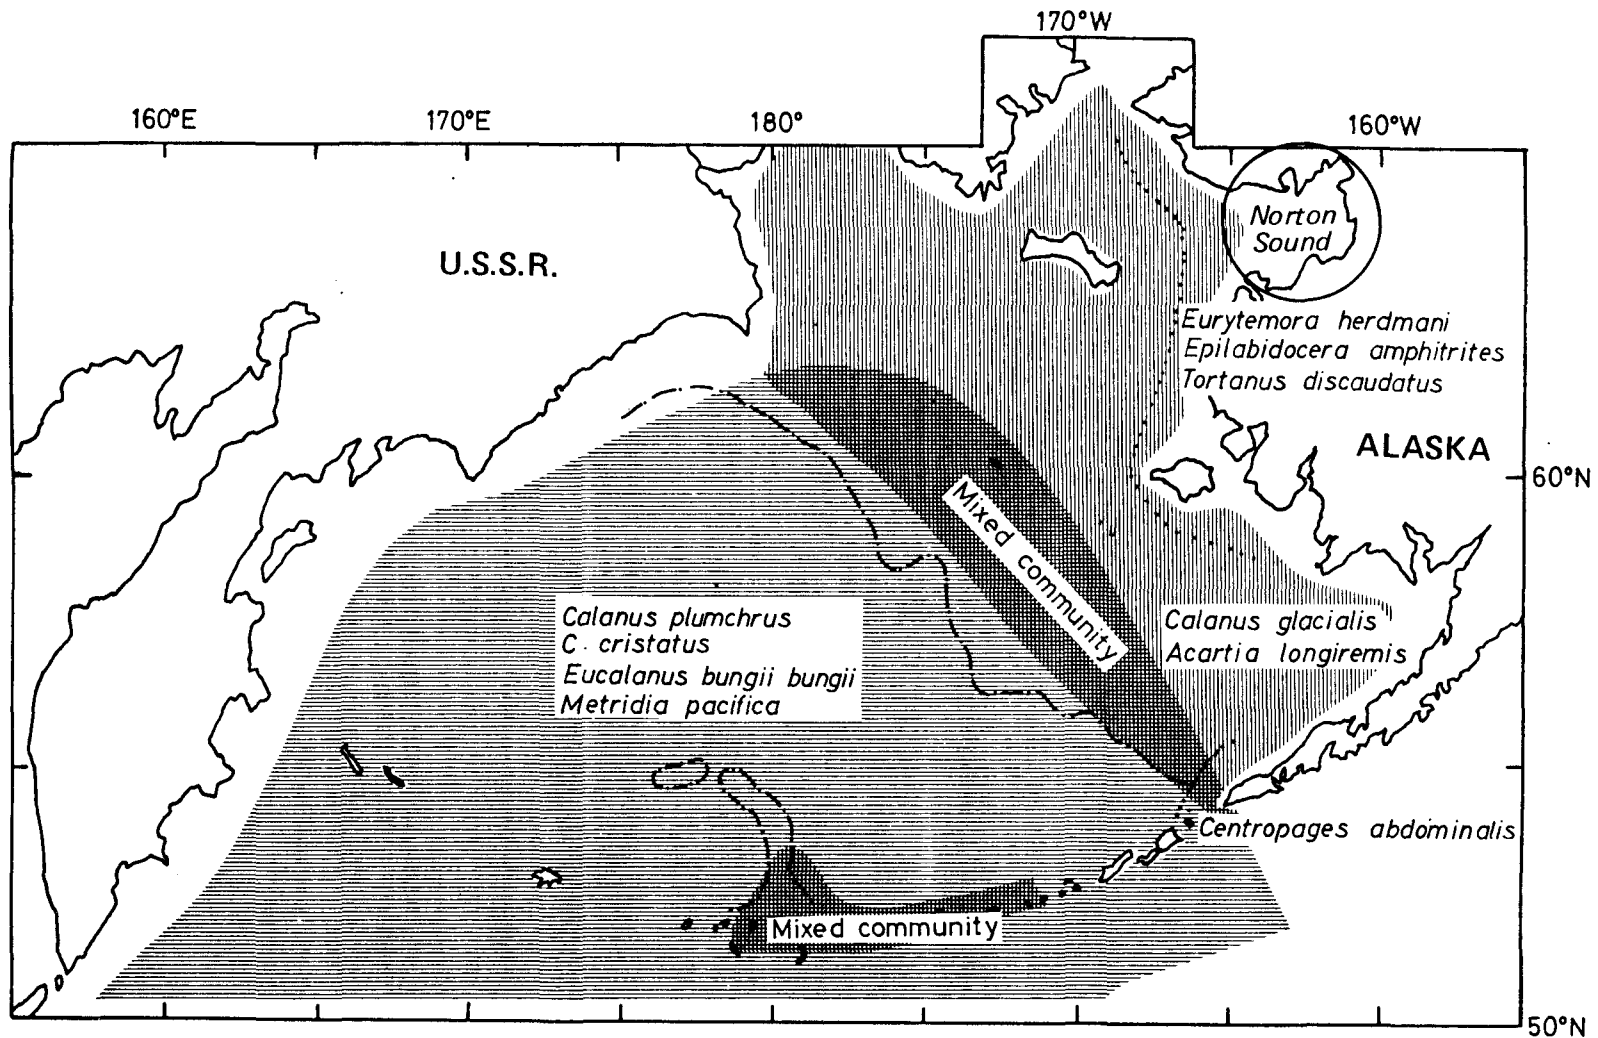 170°W
160°E
170°E
180°
160°W
Norton
Sound
U.S.S.R.
Eurytemora herdmani
Epilabidocera amphitrites
Tortanus discaudatus
ALASKA
60°N
Mixed community
Calanus plumchrus
C. cristatus
Eucalanus bungii bungii
Metridia pacifica
Calanus glacialis
Acartia longiremis
Centropages abdominalis
Mixed community
50°N